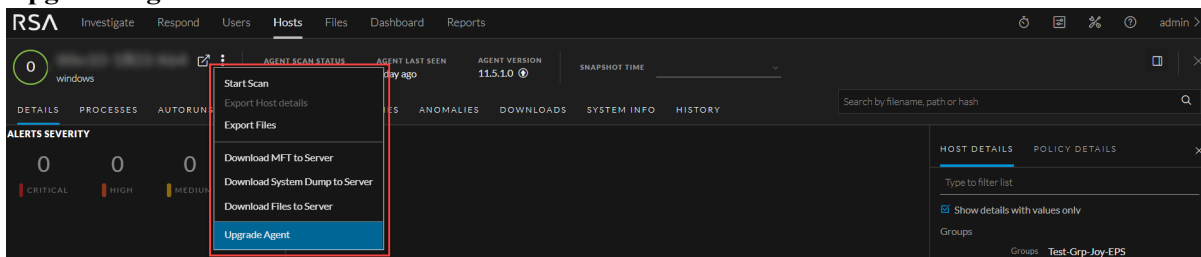 RSA Investigate Respond Users Hosts Files Dashboard Reports admin
0 windows AGENT SCAN STATUS AGENT LAST SEEN day ago AGENT VERSION 11.5.1.0 SNAPSHOT TIME
Start Scan
Export Host details
Export Files
Download MFT to Server
Download System Dump to Server
Download Files to Server
Upgrade Agent
DETAILS PROCESSES AUTORUNS ANOMALIES DOWNLOADS SYSTEM INFO HISTORY
Search by filename, path or hash
ALERTS SEVERITY
0 0 0
CRITICAL HIGH MEDIUM
HOST DETAILS POLICY DETAILS
Type to filter list
Show details with values only
Groups
Groups Test-Grp-Joy-EPS